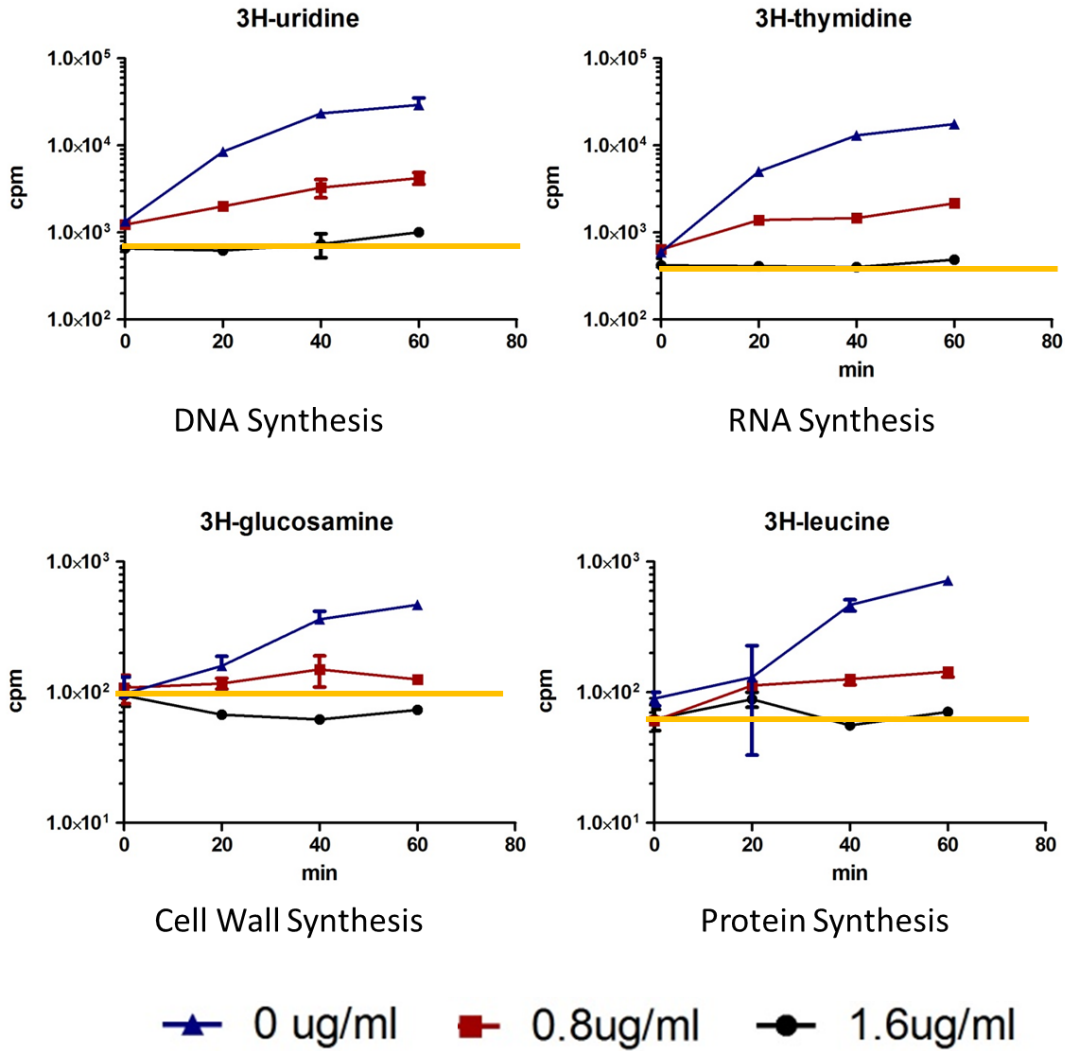 3H-uridine
cpm
1.0×10⁵
1.0×10⁴
1.0×10³
1.0×10²
0 20 40 60 80
DNA Synthesis
3H-thymidine
cpm
1.0×10⁵
1.0×10⁴
1.0×10³
1.0×10²
0 20 40 60 80
min
RNA Synthesis
3H-glucosamine
cpm
1.0×10³
1.0×10²
1.0×10¹
0 20 40 60 80
min
Cell Wall Synthesis
3H-leucine
cpm
1.0×10³
1.0×10²
1.0×10¹
0 20 40 60 80
min
Protein Synthesis
0 ug/ml 0.8ug/ml 1.6ug/ml